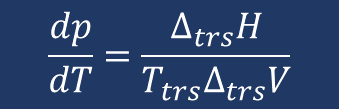 dp/dT = Δ_trs H / T_trs Δ_trs V